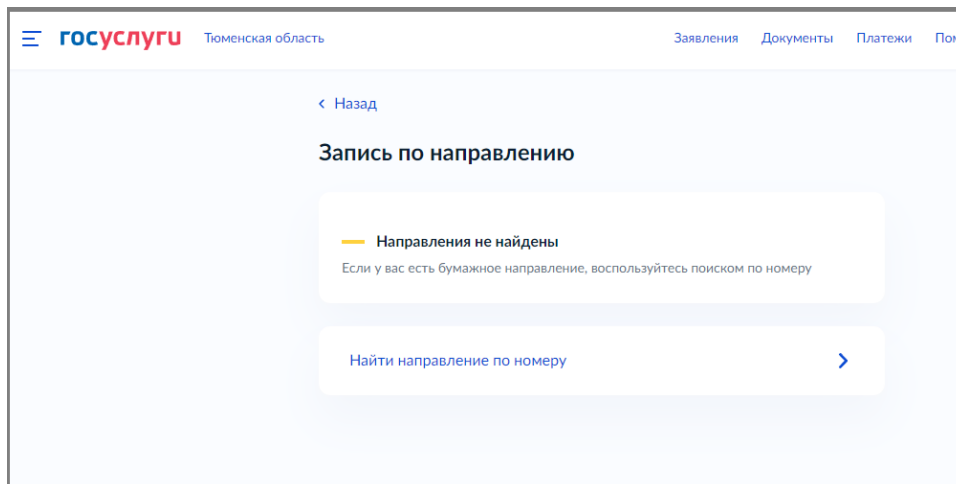 госуслуги Тюменская область Заявления Документы Платежи
Назад
Запись по направлению
Направления не найдены
Если у вас есть бумажное направление, воспользуйтесь поиском по номеру
Найти направление по номеру